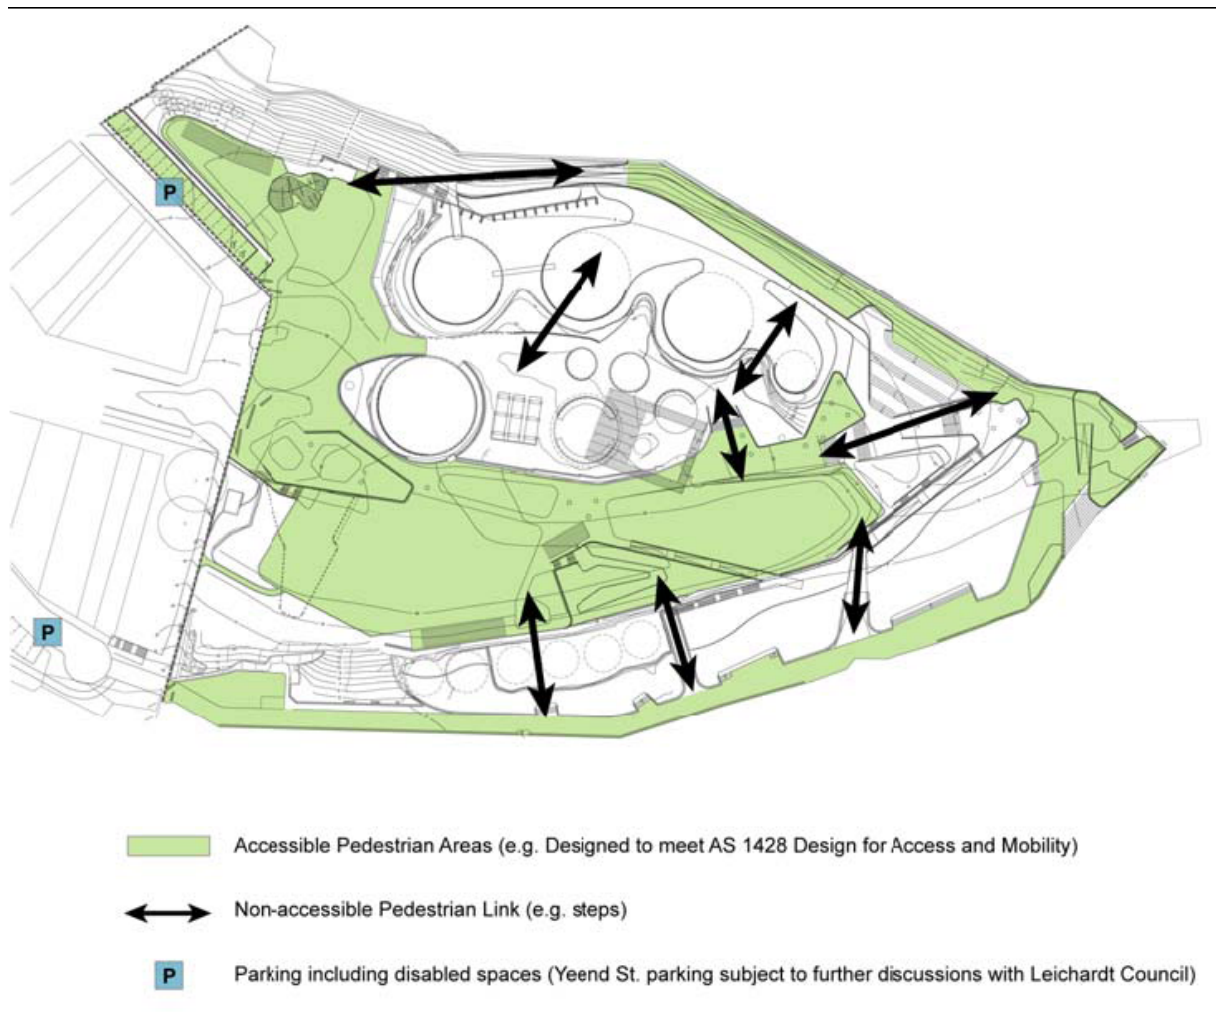 P
P
Accessible Pedestrian Areas (e.g. Designed to meet AS 1428 Design for Access and Mobility)
Non-accessible Pedestrian Link (e.g. steps)
P Parking including disabled spaces (Yeend St. parking subject to further discussions with Leichardt Council)